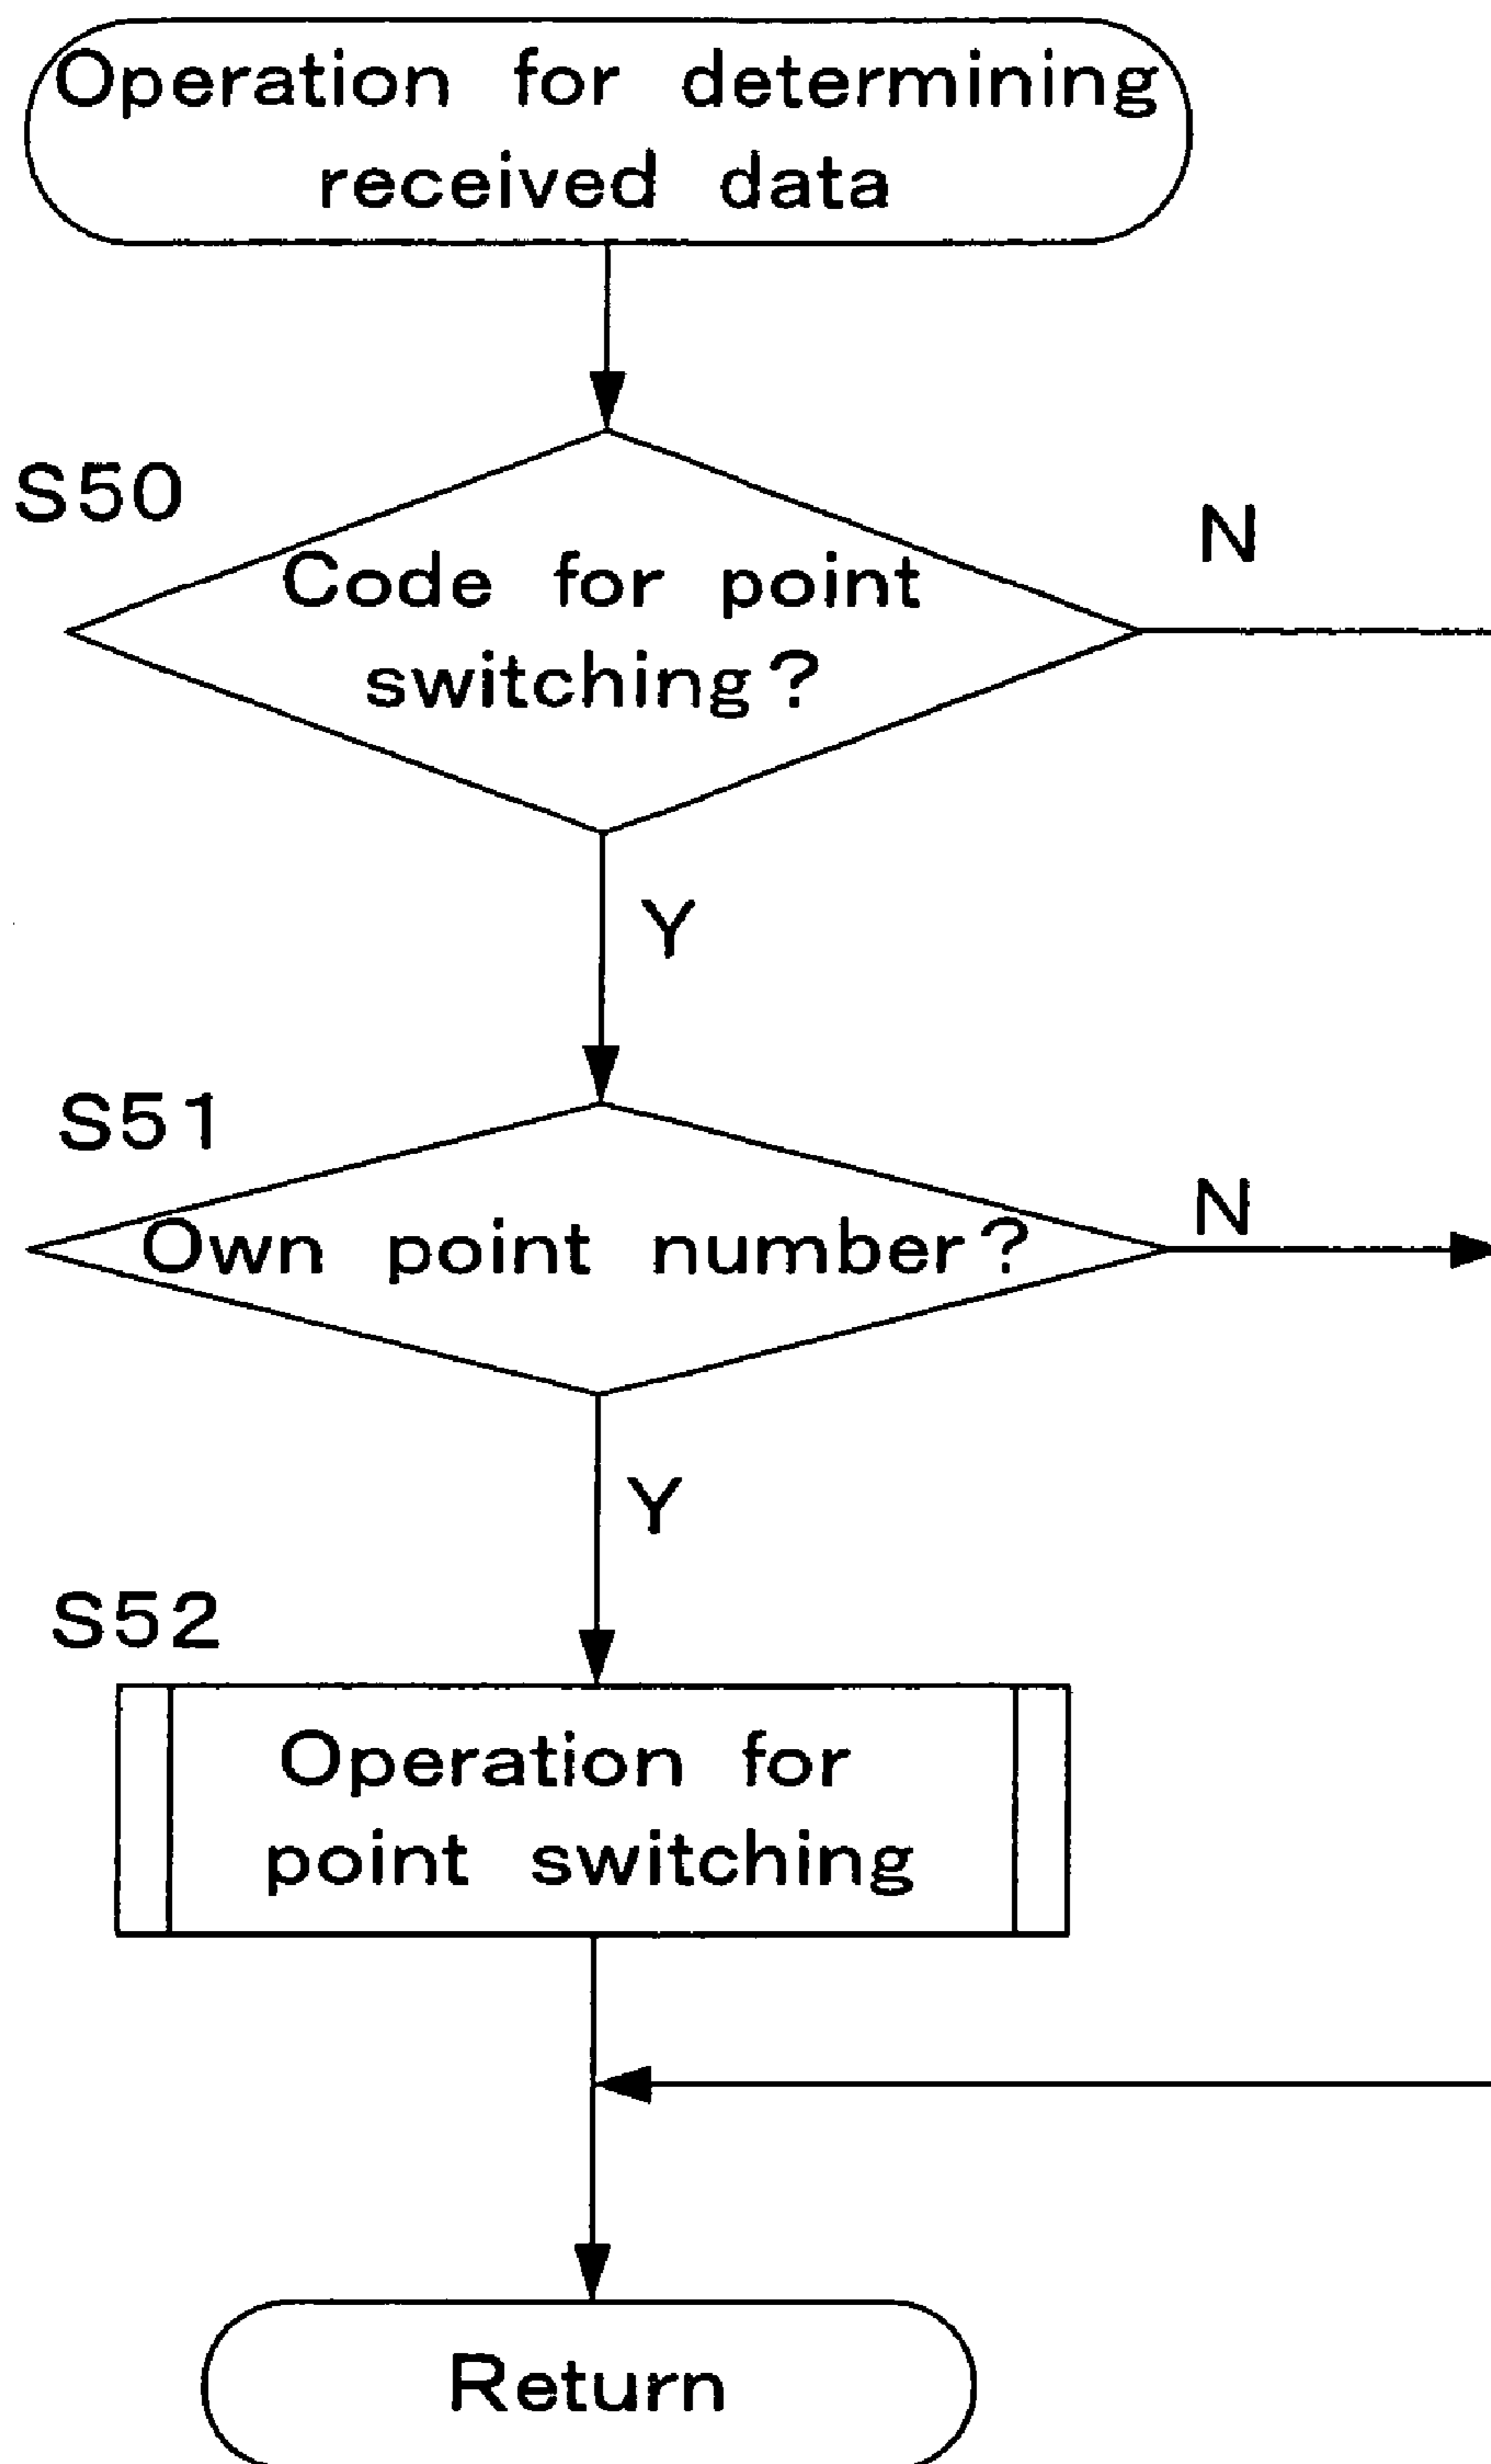 Operation for determining
received data
S50
Code for point
switching?
N
Y
S51
Own point number?
N
Y
S52
Operation for
point switching
Return